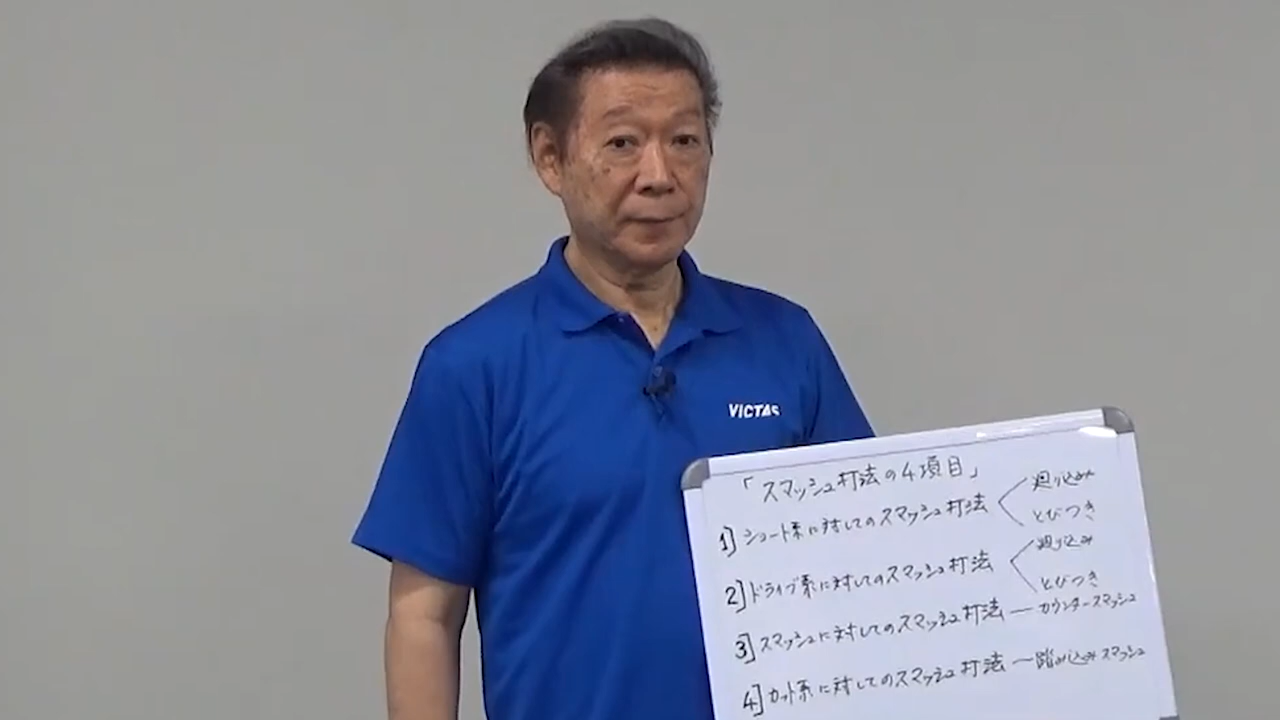 VICTAS
「スマッシュ打法の4項目」
1］ショート系に対してのスマッシュ打法
廻り込み
とびつき
2］ドライブ系に対してのスマッシュ打法
廻り込み
とびつき
3］スマッシュに対してのスマッシュ打法 ー カウンタースマッシュ
4］カット系に対してのスマッシュ打法 ー 踏み込みスマッシュ